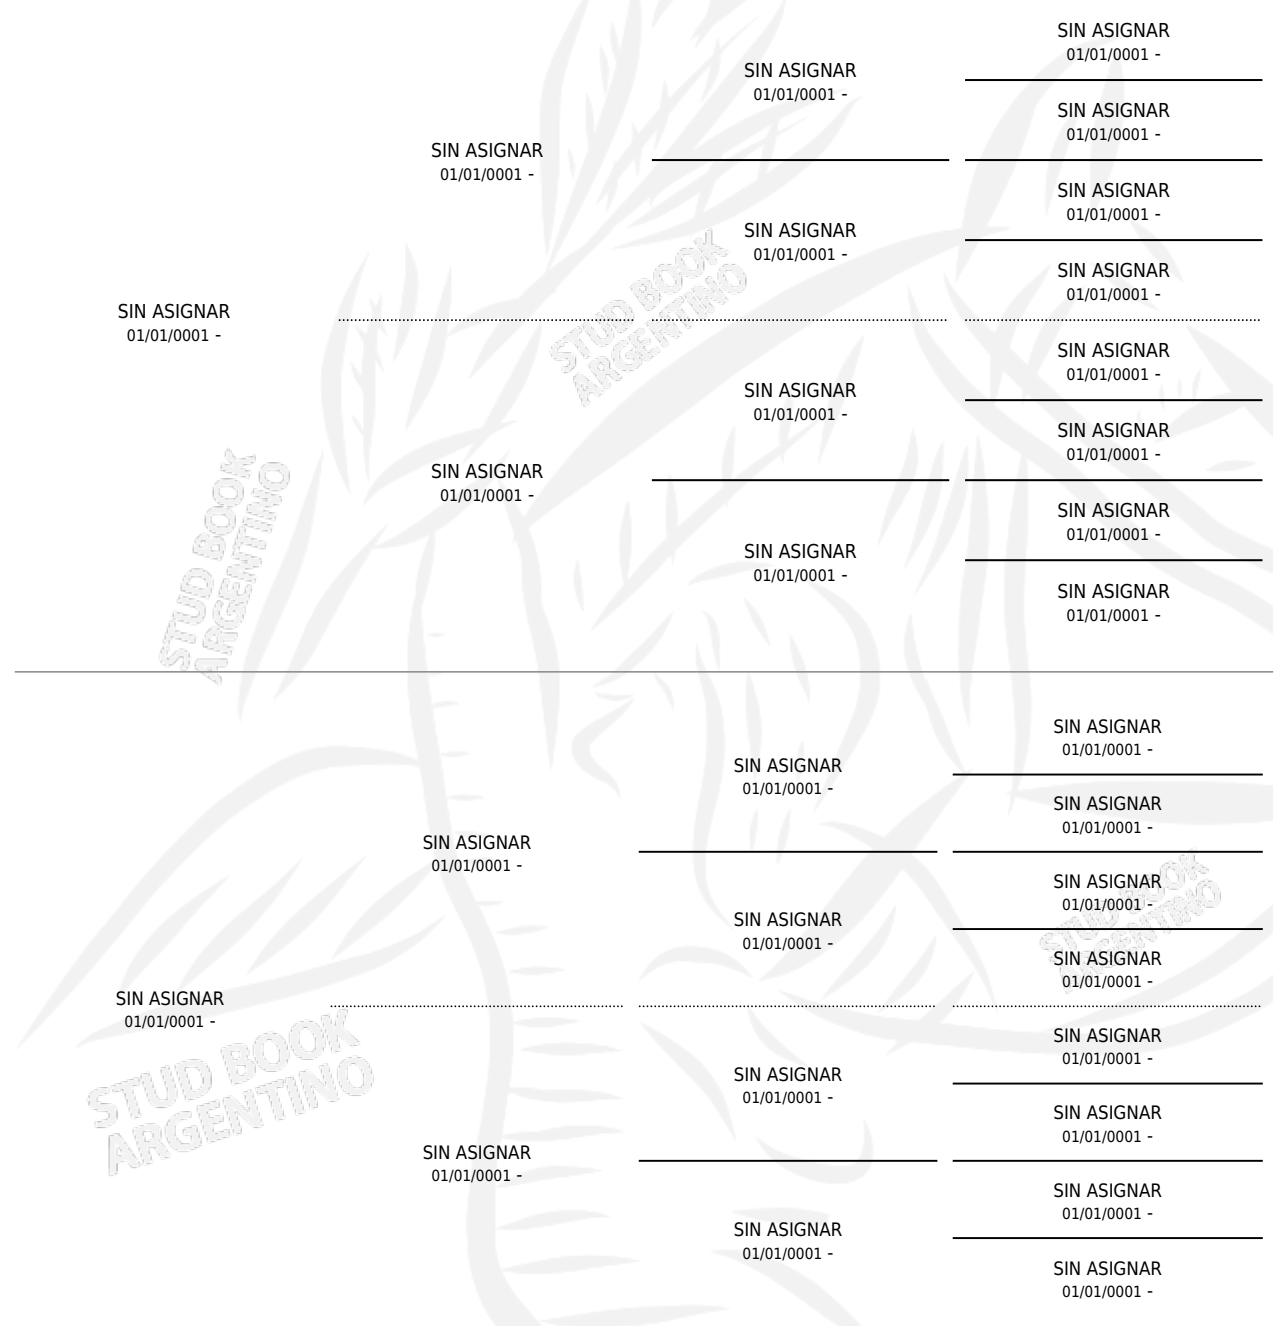 SIN ASIGNAR
01/01/0001 -
SIN ASIGNAR
01/01/0001 -
SIN ASIGNAR
01/01/0001 -
SIN ASIGNAR
01/01/0001 -
SIN ASIGNAR
01/01/0001 -
SIN ASIGNAR
01/01/0001 -
SIN ASIGNAR
01/01/0001 -
SIN ASIGNAR
01/01/0001 -
STUD BOOK
ARGENTINO
SIN ASIGNAR
01/01/0001 -
SIN ASIGNAR
01/01/0001 -
SIN ASIGNAR
01/01/0001 -
SIN ASIGNAR
01/01/0001 -
SIN ASIGNAR
01/01/0001 -
STUD BOOK
ARGENTINO
SIN ASIGNAR
01/01/0001 -
SIN ASIGNAR
01/01/0001 -
SIN ASIGNAR
01/01/0001 -
SIN ASIGNAR
01/01/0001 -
SIN ASIGNAR
01/01/0001 -
SIN ASIGNAR
01/01/0001 -
SIN ASIGNAR
01/01/0001 -
SIN ASIGNAR
01/01/0001 -
STUD BOOK
ARGENTINO
SIN ASIGNAR
01/01/0001 -
SIN ASIGNAR
01/01/0001 -
SIN ASIGNAR
01/01/0001 -
SIN ASIGNAR
01/01/0001 -
STUD BOOK
ARGENTINO
SIN ASIGNAR
01/01/0001 -
SIN ASIGNAR
01/01/0001 -
SIN ASIGNAR
01/01/0001 -
SIN ASIGNAR
01/01/0001 -
SIN ASIGNAR
01/01/0001 -